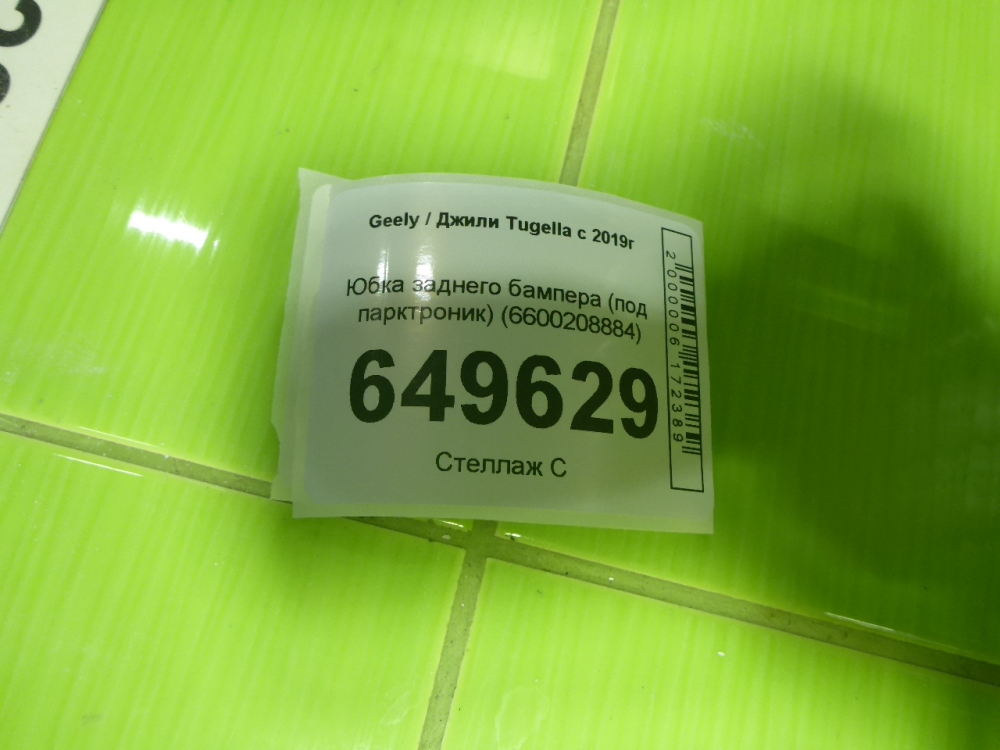 Geely / Джили Tugella с 2019г
Юбка заднего бампера (под
парктроник) (6600208884)
649629
Стеллаж С
2000006172389